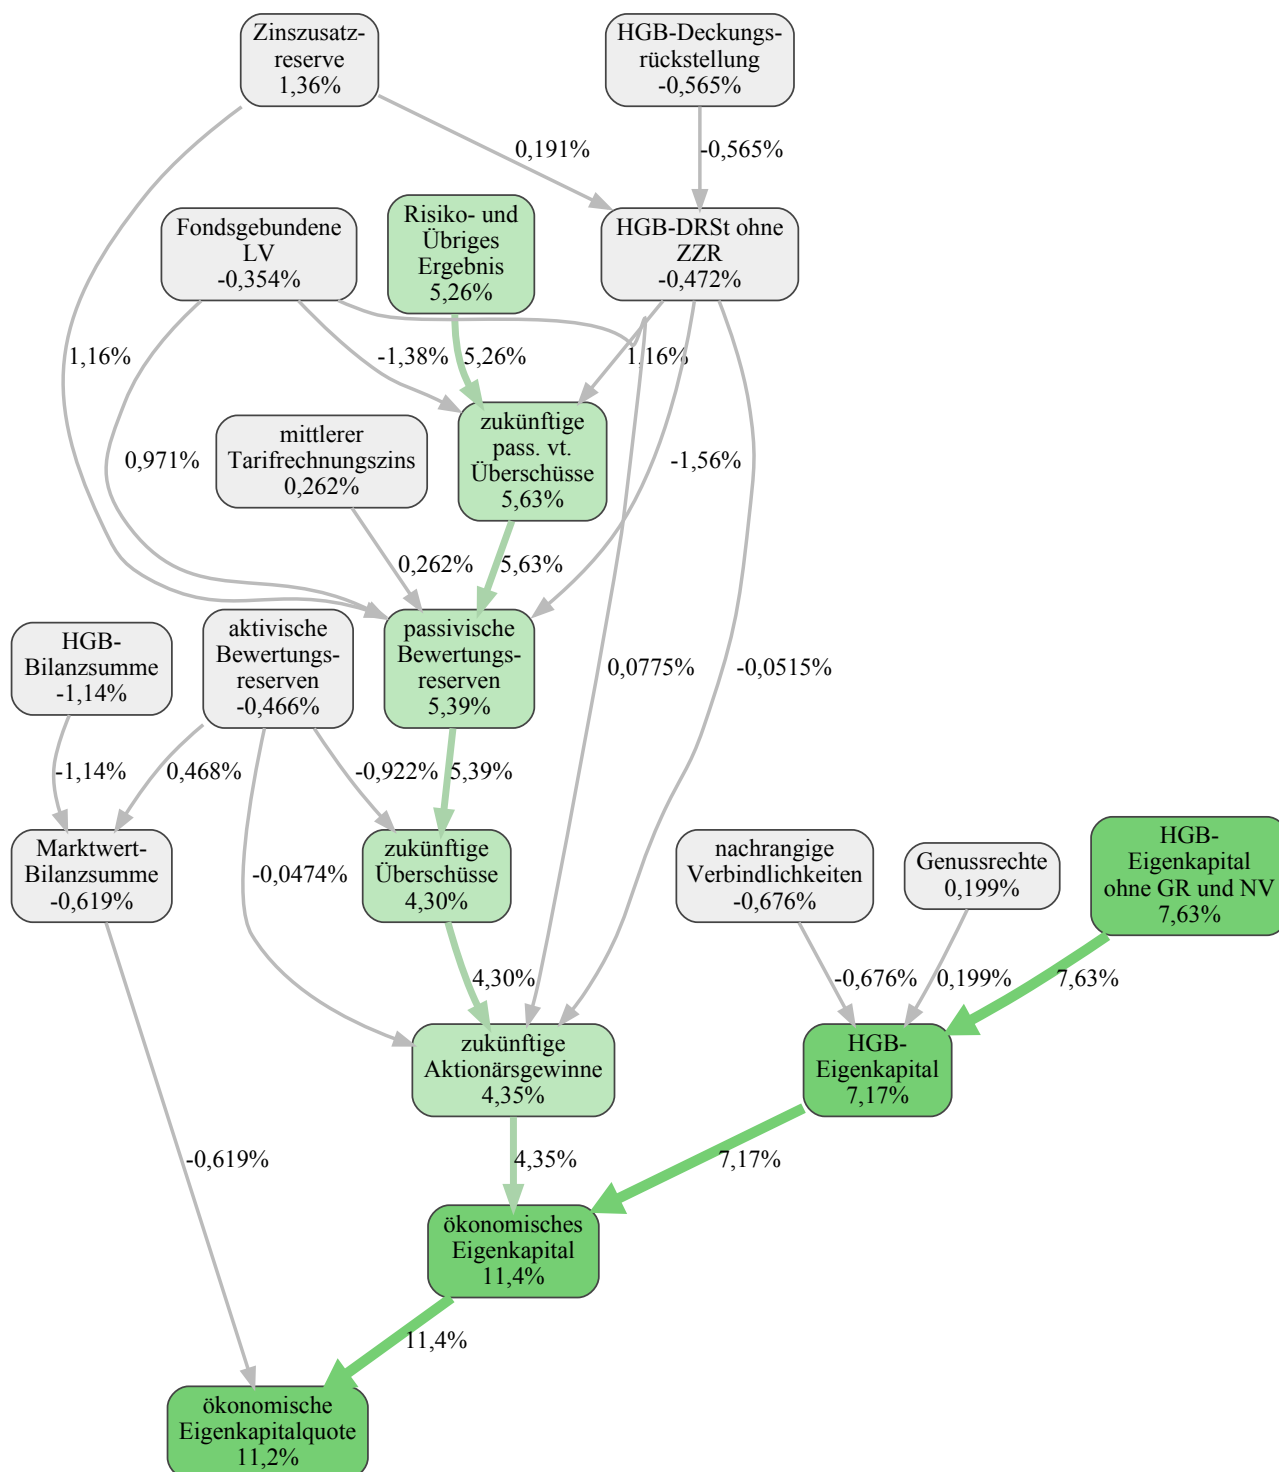 Zinszusatz-
reserve
1,36%
HGB-Deckungs-
rückstellung
-0,565%
0,191%
-0,565%
Fondsgebundene
LV
-0,354%
Risiko- und
Übriges
Ergebnis
5,26%
HGB-DRSt ohne
ZZR
-0,472%
1,16%
-1,38%
5,26%
1,16%
mittlerer
Tarifrechnungszins
0,262%
zukünftige
pass. vt.
Überschüsse
5,63%
0,971%
-1,56%
0,262%
5,63%
HGB-
Bilanzsumme
-1,14%
aktivische
Bewertungs-
reserven
-0,466%
passivische
Bewertungs-
reserven
5,39%
0,0775%
-0,0515%
-1,14%
0,468%
-0,922%
5,39%
Marktwert-
Bilanzsumme
-0,619%
zukünftige
Überschüsse
4,30%
nachrangige
Verbindlichkeiten
-0,676%
Genussrechte
0,199%
HGB-
Eigenkapital
ohne GR und NV
7,63%
-0,0474%
4,30%
-0,676%
0,199%
7,63%
zukünftige
Aktionärsgewinne
4,35%
HGB-
Eigenkapital
7,17%
-0,619%
4,35%
7,17%
ökonomisches
Eigenkapital
11,4%
11,4%
ökonomische
Eigenkapitalquote
11,2%